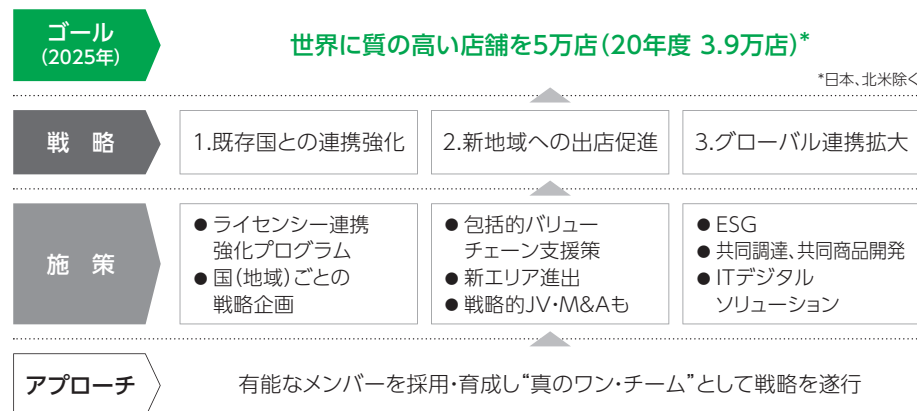 ゴール
(2025年)
世界に質の高い店舗を5万店(20年度 3.9万店)*
*日本、北米除く
戦 略
1.既存国との連携強化
2.新地域への出店促進
3.グローバル連携拡大
施 策
● ライセンシー連携
強化プログラム
● 国(地域)ごとの
戦略企画
● 包括的バリュー
チェーン支援策
● 新エリア進出
● 戦略的JV・M&Aも
● ESG
● 共同調達、共同商品開発
● ITデジタル
ソリューション
アプローチ
有能なメンバーを採用・育成し“真のワン・チーム”として戦略を遂行